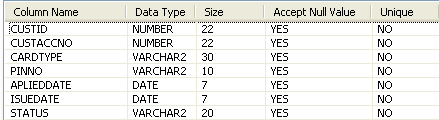 Column Name Data Type Size Accept Null Value Unique
CUSTID NUMBER 22 YES NO
CUSTACCNO NUMBER 22 YES NO
CARDTYPE VARCHAR2 30 YES NO
PINNO VARCHAR2 10 YES NO
APLIEDDATE DATE 7 YES NO
ISUEDATE DATE 7 YES NO
STATUS VARCHAR2 20 YES NO